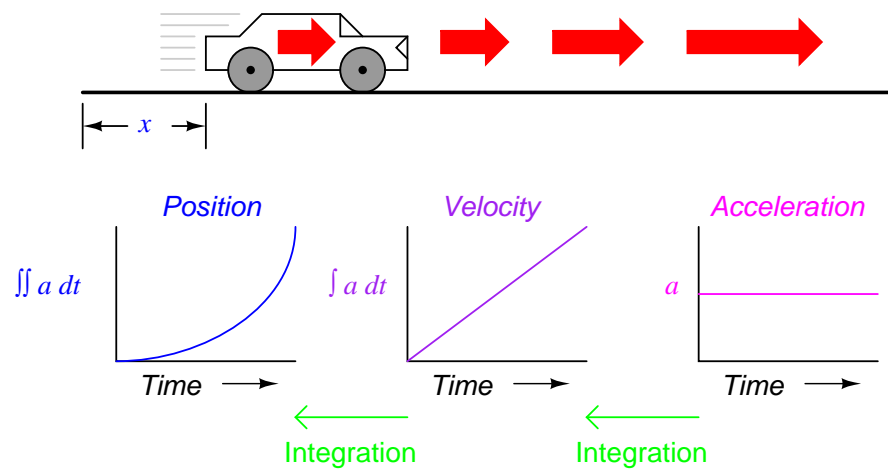 x
Position
Velocity
Acceleration
∬ a dt
∫ a dt
a
Time
Time
Time
Integration
Integration